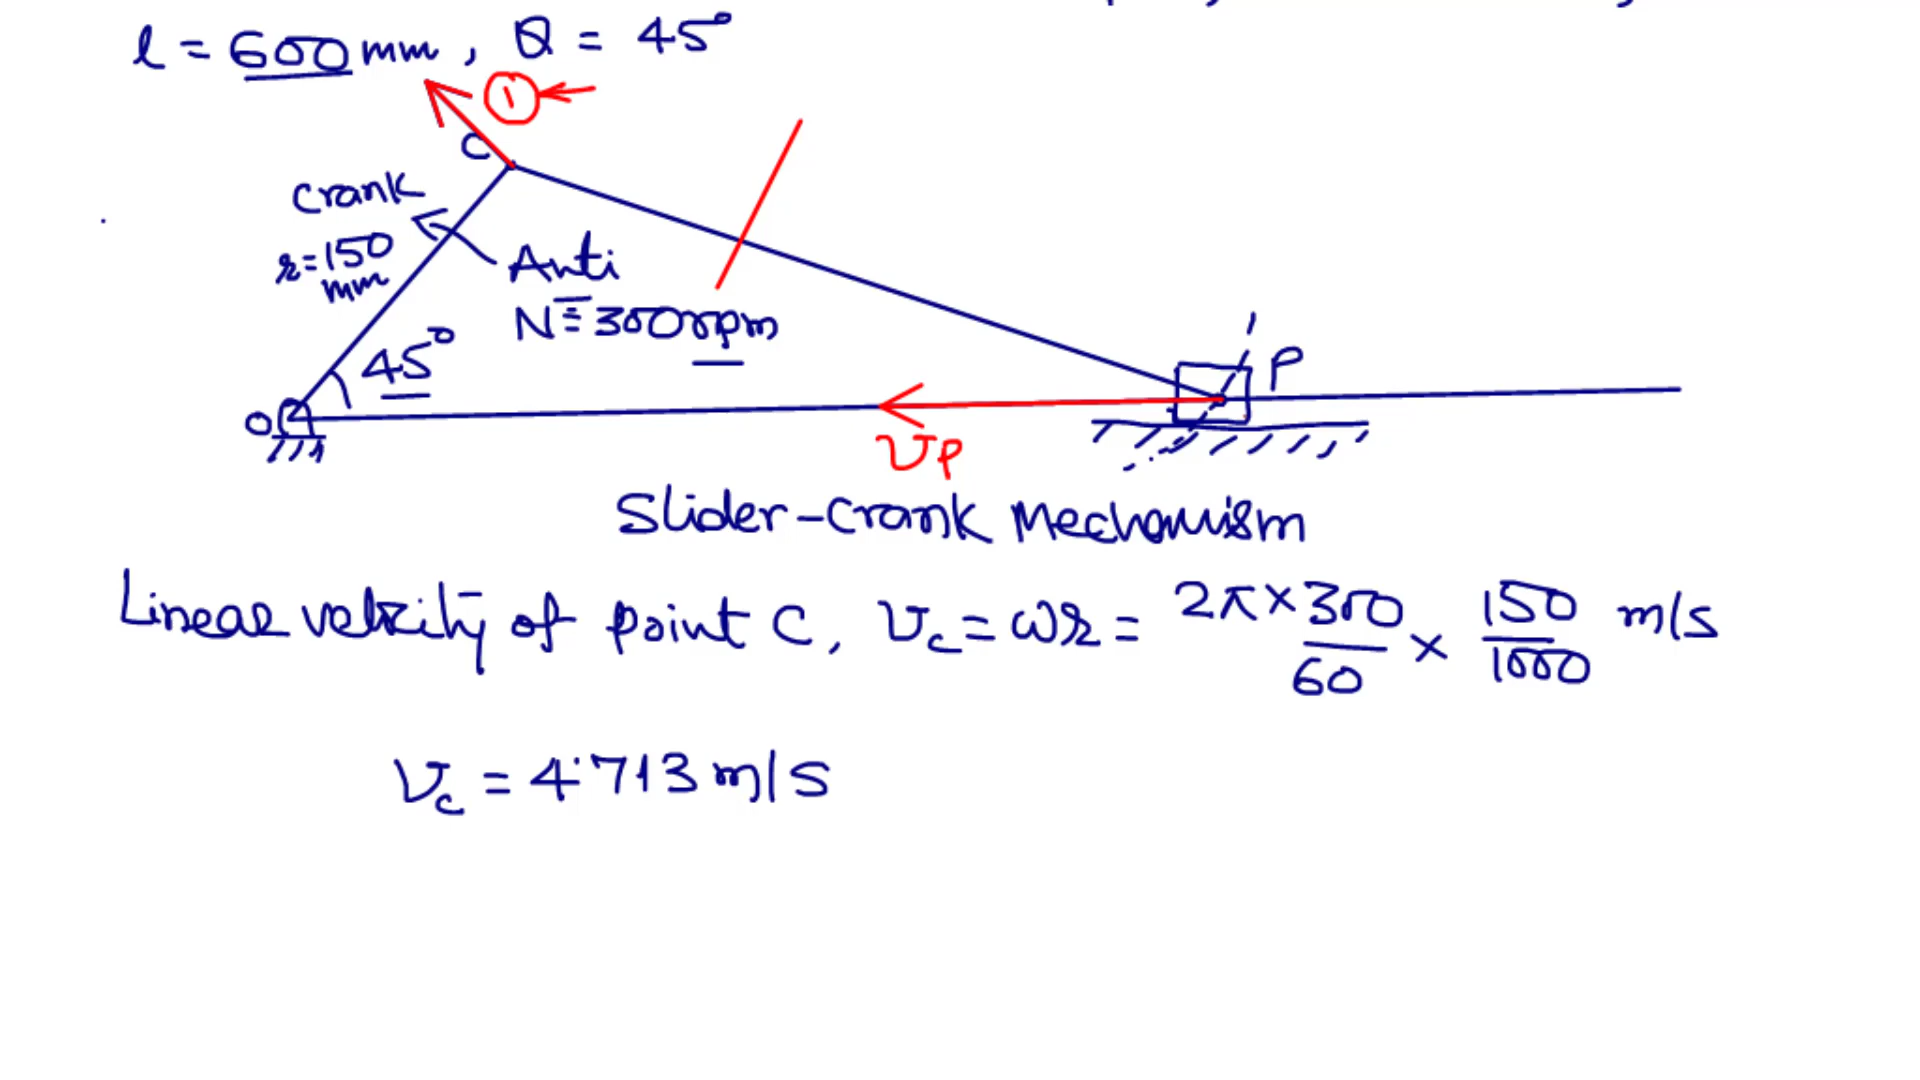 l = 600 mm, θ = 45°
1
C
Crank
r = 150 mm
Anti
N = 300 rpm
45°
O
P
Vp
Slider-Crank Mechanism
Linear velocity of point C, Vc = ωr = 2π × 300 / 60 × 150 / 1000 m/s
Vc = 4.713 m/s